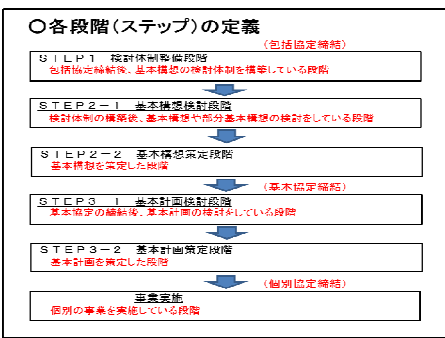 〇各段階(ステップ)の定義
(包括協定締結)
STEP1 検討体制整備段階
包括協定締結後、基本構想の検討体制を構築している段階
STEP2-1 基本構想検討段階
検討体制の構築後、基本構想や部分基本構想の検討をしている段階
STEP2-2 基本構想策定段階
基本構想を策定した段階
(基本協定締結)
STEP3-1 基本計画検討段階
基本協定の締結後、基本計画の検討をしている段階
STEP3-2 基本計画策定段階
基本計画を策定した段階
(個別協定締結)
事業実施
個別の事業を実施している段階